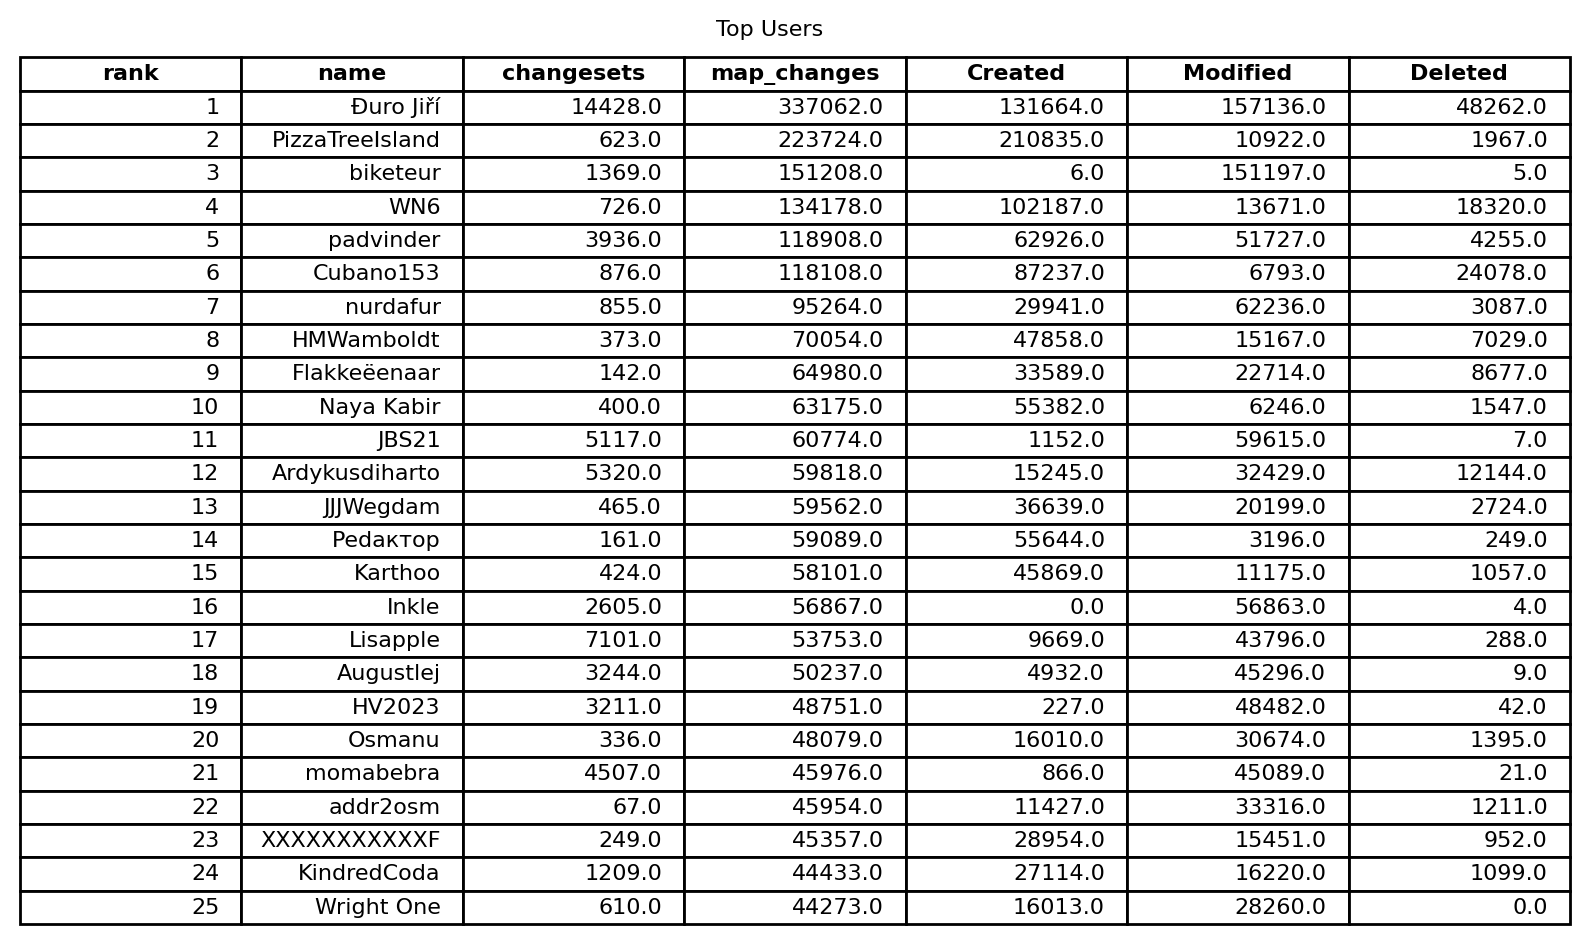 Top Users
rank name changesets map_changes Created Modified Deleted
1 Đuro Jiří 14428.0 337062.0 131664.0 157136.0 48262.0
2 PizzaTreeIsland 623.0 223724.0 210835.0 10922.0 1967.0
3 biketeur 1369.0 151208.0 6.0 151197.0 5.0
4 WN6 726.0 134178.0 102187.0 13671.0 18320.0
5 padvinder 3936.0 118908.0 62926.0 51727.0 4255.0
6 Cubano153 876.0 118108.0 87237.0 6793.0 24078.0
7 nurdafur 855.0 95264.0 29941.0 62236.0 3087.0
8 HMWamboldt 373.0 70054.0 47858.0 15167.0 7029.0
9 Flakkeëenaar 142.0 64980.0 33589.0 22714.0 8677.0
10 Naya Kabir 400.0 63175.0 55382.0 6246.0 1547.0
11 JBS21 5117.0 60774.0 1152.0 59615.0 7.0
12 Ardykusdiharto 5320.0 59818.0 15245.0 32429.0 12144.0
13 JJJWegdam 465.0 59562.0 36639.0 20199.0 2724.0
14 Pedaктор 161.0 59089.0 55644.0 3196.0 249.0
15 Karthoo 424.0 58101.0 45869.0 11175.0 1057.0
16 Inkle 2605.0 56867.0 0.0 56863.0 4.0
17 Lisapple 7101.0 53753.0 9669.0 43796.0 288.0
18 Augustlej 3244.0 50237.0 4932.0 45296.0 9.0
19 HV2023 3211.0 48751.0 227.0 48482.0 42.0
20 Osmanu 336.0 48079.0 16010.0 30674.0 1395.0
21 momabebra 4507.0 45976.0 866.0 45089.0 21.0
22 addr2osm 67.0 45954.0 11427.0 33316.0 1211.0
23 XXXXXXXXXXXF 249.0 45357.0 28954.0 15451.0 952.0
24 KindredCoda 1209.0 44433.0 27114.0 16220.0 1099.0
25 Wright One 610.0 44273.0 16013.0 28260.0 0.0